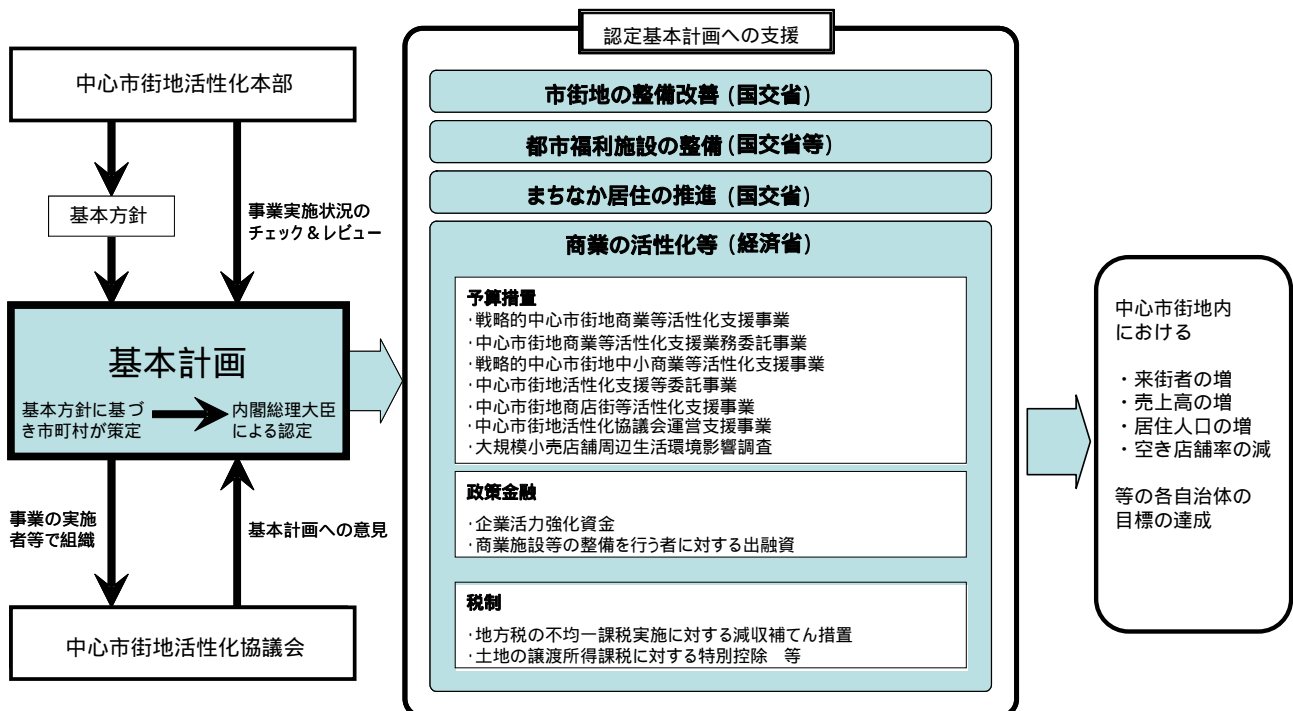 中心市街地活性化本部
基本方針
事業実施状況の
チェック＆レビュー
基本計画
基本方針に基づ
き市町村が策定
内閣総理大臣
による認定
事業の実施
者等で組織
基本計画への意見
中心市街地活性化協議会
認定基本計画への支援
市街地の整備改善（国交省）
都市福利施設の整備（国交省等）
まちなか居住の推進（国交省）
商業の活性化等（経済省）
予算措置
・戦略的中心市街地商業等活性化支援事業
・中心市街地商業等活性化支援業務委託事業
・戦略的中心市街地中小商業等活性化支援事業
・中心市街地活性化支援等委託事業
・中心市街地商店街等活性化支援事業
・中心市街地活性化協議会運営支援事業
・大規模小売店舗周辺生活環境影響調査
政策金融
・企業活力強化資金
・商業施設等の整備を行う者に対する出融資
税制
・地方税の不均一課税実施に対する減収補てん措置
・土地の譲渡所得課税に対する特別控除　等
中心市街地内
における
・来街者の増
・売上高の増
・居住人口の増
・空き店舗率の減
等の各自治体の
目標の達成